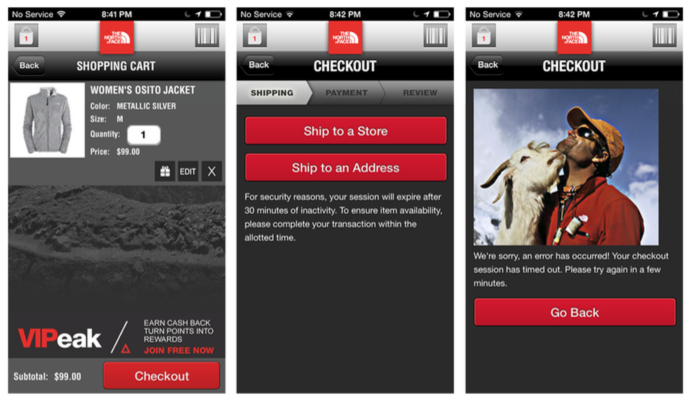 No Service 8:41 PM
1
THE
NORTH
FACE
Back SHOPPING CART
WOMEN'S OSITO JACKET
Color: METALLIC SILVER
Size: M
Quantity: 1
Price: $99.00
EDIT X
VIPeak
EARN CASH BACK
TURN POINTS INTO
REWARDS
JOIN FREE NOW
Subtotal: $99.00 Checkout
No Service 8:42 PM
1
THE
NORTH
FACE
Back CHECKOUT
SHIPPING PAYMENT REVIEW
Ship to a Store
Ship to an Address
For security reasons, your session will expire after
30 minutes of inactivity. To ensure item availability,
please complete your transaction within the
allotted time.
No Service 8:42 PM
1
THE
NORTH
FACE
Back CHECKOUT
We're sorry, an error has occurred! Your checkout
session has timed out. Please try again in a few
minutes.
Go Back